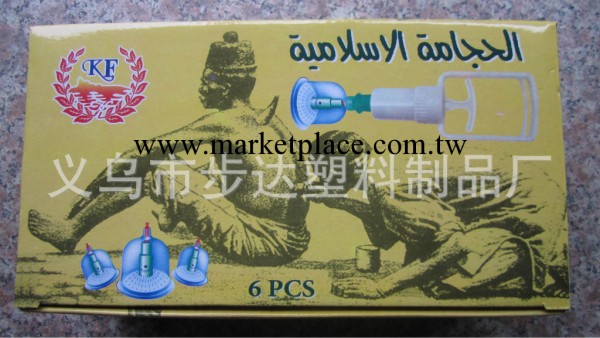 الحجامة الاسلامية
KF
www.marketplace.com.tw
义乌市步达塑料制品厂
6 PCS